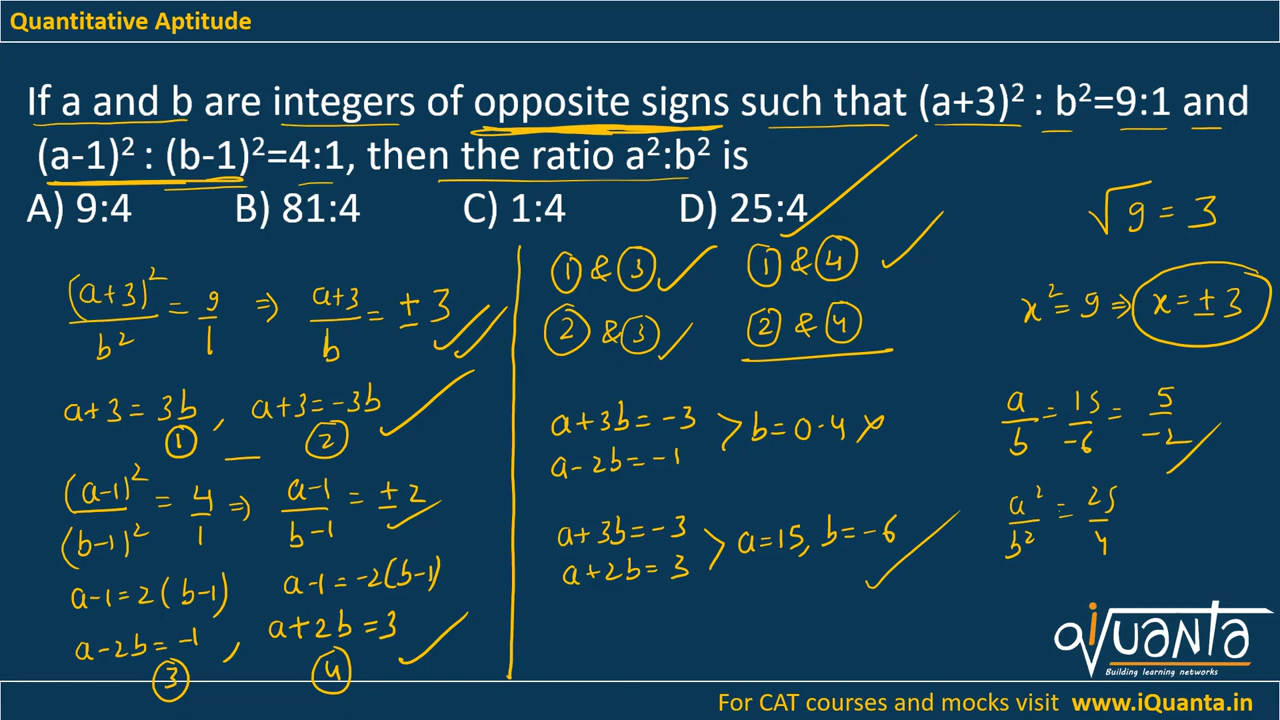 Quantitative Aptitude
If a and b are integers of opposite signs such that (a+3)² : b²=9:1 and
(a-1)² : (b-1)²=4:1, then the ratio a²:b² is
A) 9:4 B) 81:4 C) 1:4 D) 25:4
(a+3)²/b² = 9/1 ⇒ (a+3)/b = ± 3
a+3 = 3b , a+3 = -3b
① ②
(a-1)²/(b-1)² = 4/1 ⇒ (a-1)/(b-1) = ± 2
a-1 = 2(b-1) a-1 = -2(b-1)
a-2b = -1 , a+2b = 3
③ ④
① & ③ ① & ④
② & ③ ② & ④
a+3b = -3
a-2b = -1 > b = 0.4 ×
a+3b = -3
a+2b = 3 > a = 15, b = -6
√9 = 3
x² = 9 ⇒ x = ± 3
a/b = 15/-6 = 5/-2
a²/b² = 25/4
aiQuanta
Building learning networks
For CAT courses and mocks visit www.iQuanta.in